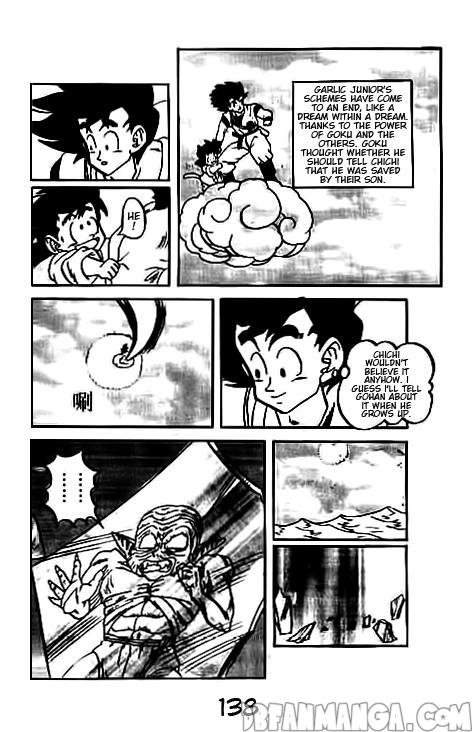 GARLIC JUNIOR'S
SCHEMES HAVE COME
TO AN END, LIKE A
DREAM WITHIN A DREAM.
THANKS TO THE POWER
OF GOKU AND THE
OTHERS. GOKU
THOUGHT WHETHER HE
SHOULD TELL CHICHI
THAT HE WAS SAVED
BY THEIR SON.
HE
!
唰
CHICHI
WOULDN'T
BELIEVE IT
ANYHOW. I
GUESS I'LL TELL
GOHAN ABOUT
IT WHEN HE
GROWS UP.
......
138
DBFANMANGA.COM